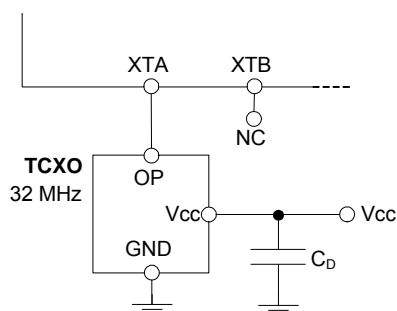 XTA
XTB
NC
TCXO
32 MHz
OP
Vcc
Vcc
GND
CD